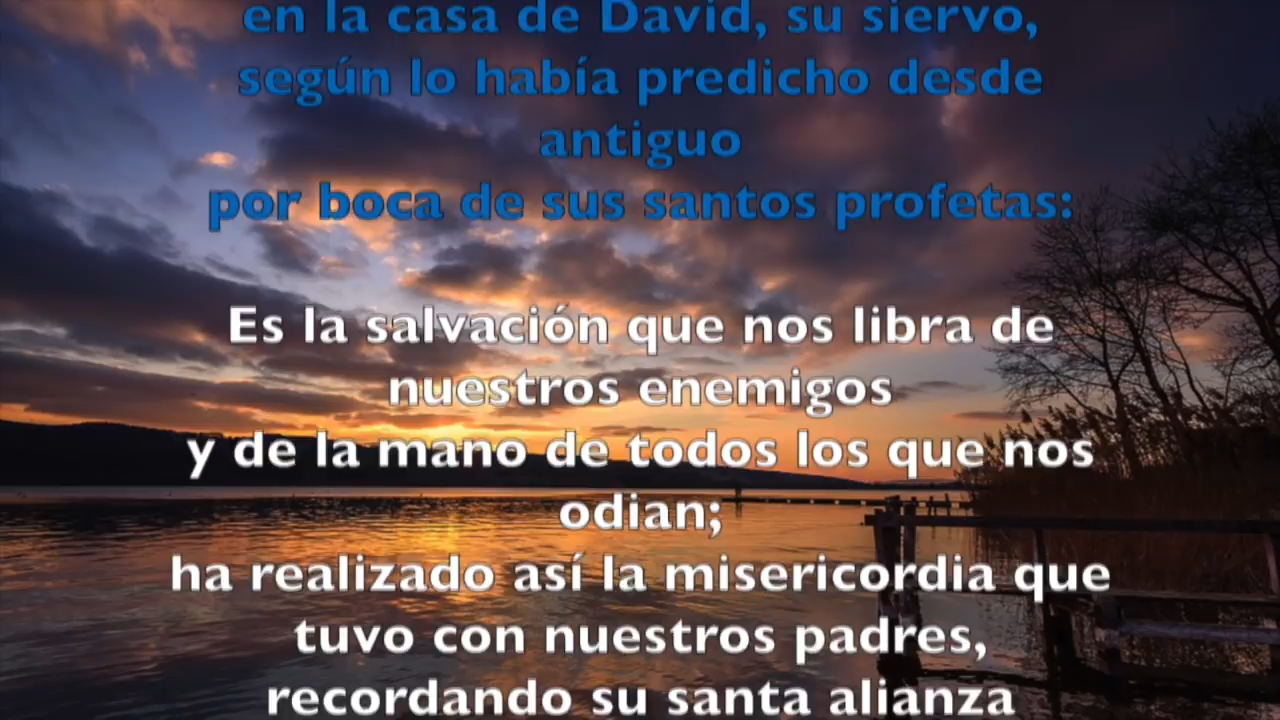 en la casa de David, su siervo,
según lo había predicho desde
antiguo
por boca de sus santos profetas:
Es la salvación que nos libra de
nuestros enemigos
y de la mano de todos los que nos
odian;
ha realizado así la misericordia que
tuvo con nuestros padres,
recordando su santa alianza